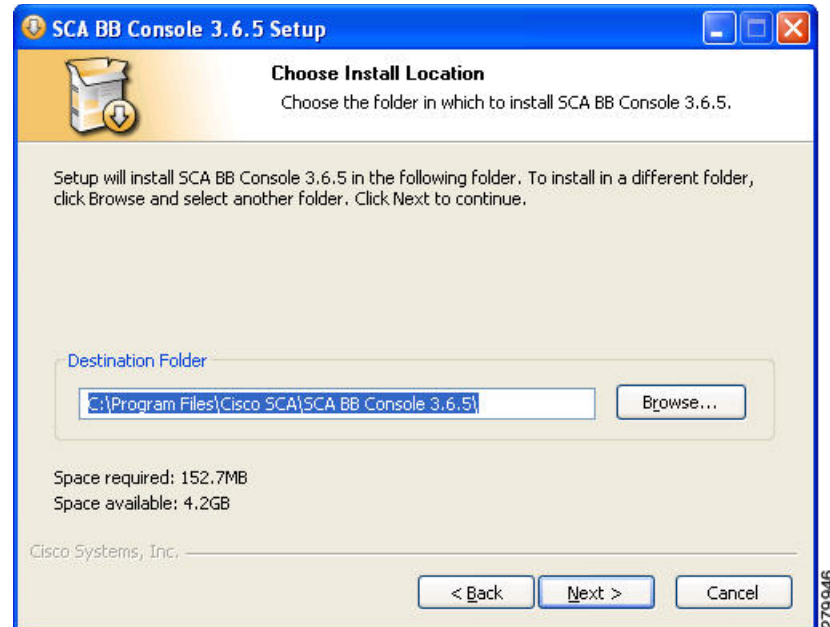 SCA BB Console 3.6.5 Setup
Choose Install Location
Choose the folder in which to install SCA BB Console 3.6.5.
Setup will install SCA BB Console 3.6.5 in the following folder. To install in a different folder,
click Browse and select another folder. Click Next to continue.
Destination Folder
C:\Program Files\Cisco SCA\SCA BB Console 3.6.5\
Browse...
Space required: 152.7MB
Space available: 4.2GB
Cisco Systems, Inc.
< Back
Next >
Cancel
279946